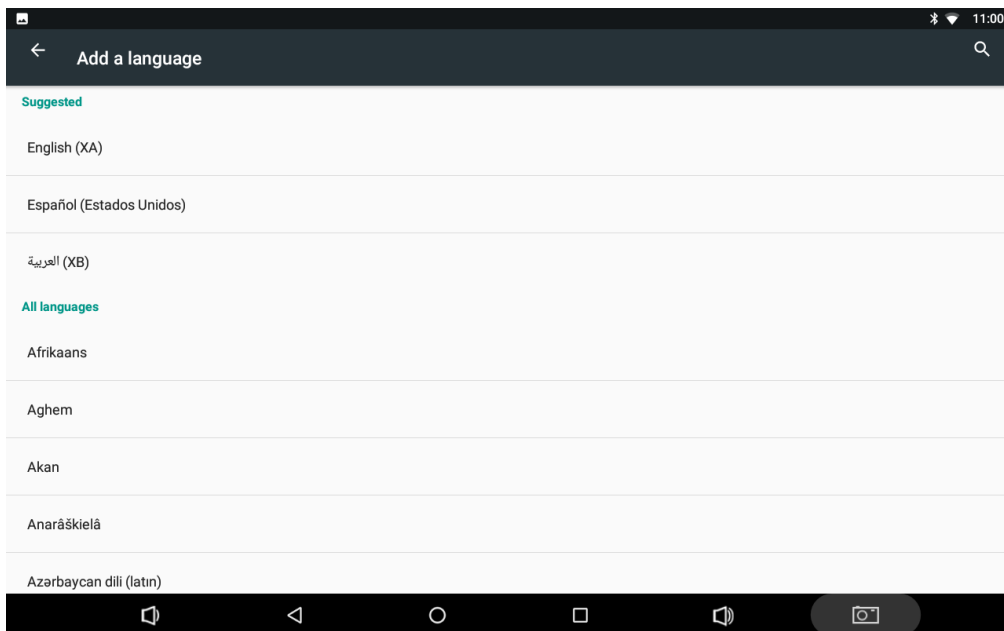 11:00
Add a language
Suggested
English (XA)
Español (Estados Unidos)
العربية (XB)
All languages
Afrikaans
Aghem
Akan
Anarâškielâ
Azərbaycan dili (latın)